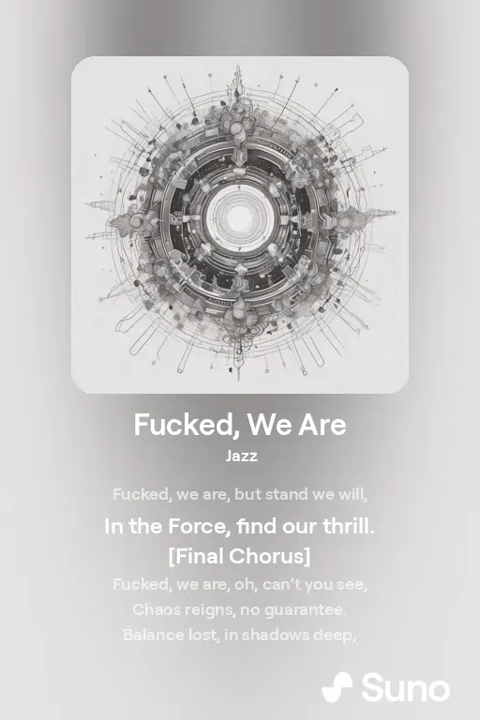 Fucked, We Are
Jazz
Fucked, we are, but stand we will,
In the Force, find our thrill.
[Final Chorus]
Fucked, we are, oh, can't you see,
Chaos reigns, no guarantee.
Balance lost, in shadows deep,
Suno